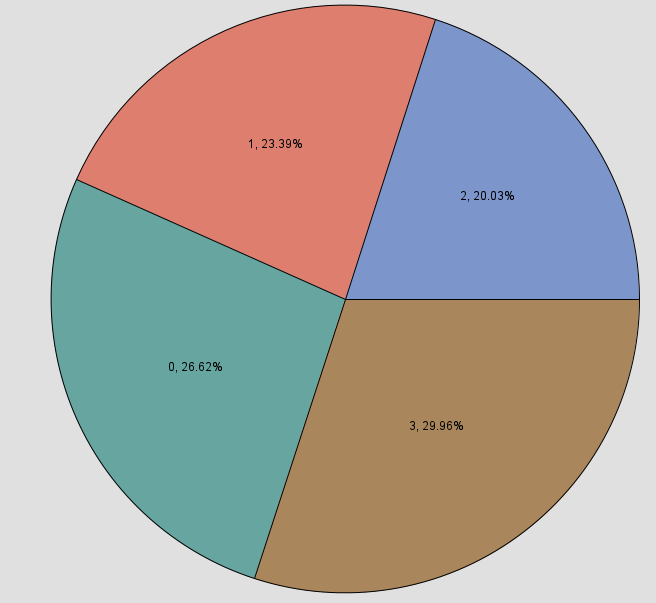 1, 23.39%
2, 20.03%
0, 26.62%
3, 29.96%